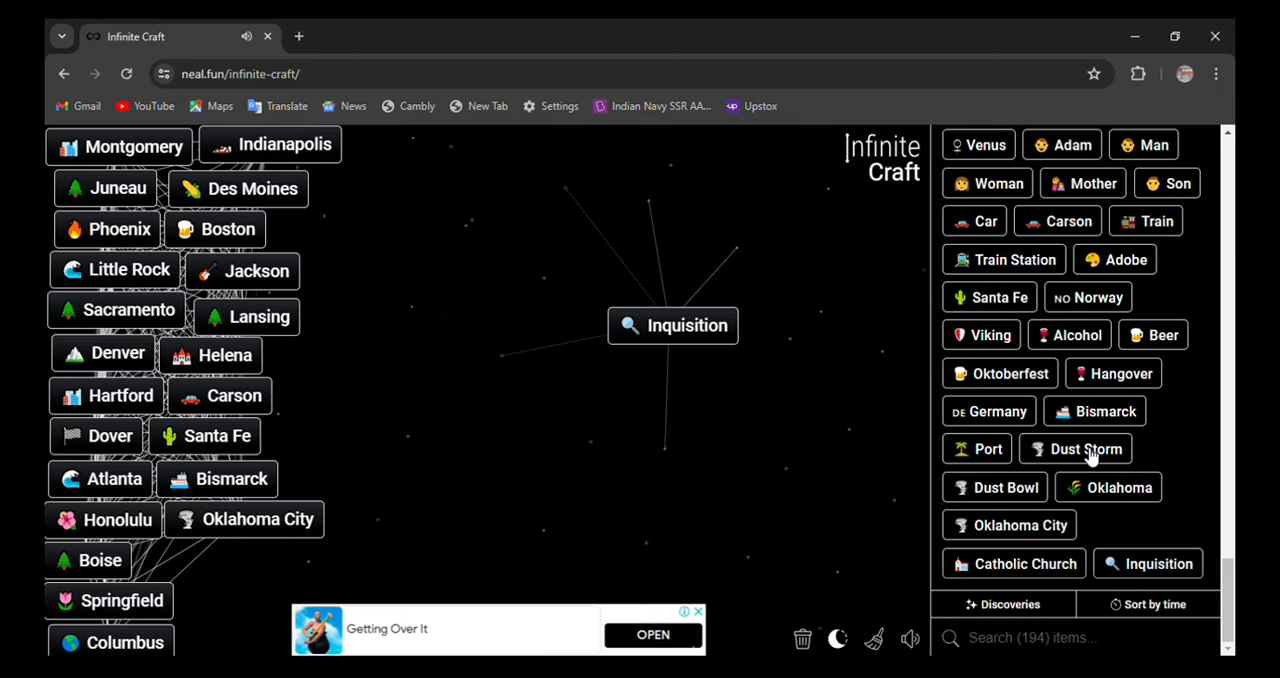 Infinite Craft
neal.fun/infinite-craft/
Gmail YouTube Maps Translate News Cambly New Tab Settings Indian Navy SSR AA... Upstox
Montgomery Indianapolis
Juneau Des Moines
Phoenix Boston
Little Rock Jackson
Sacramento Lansing
Denver Helena
Hartford Carson
Dover Santa Fe
Atlanta Bismarck
Honolulu Oklahoma City
Boise
Springfield
Columbus
Inquisition
Infinite
Craft
Getting Over It OPEN
Venus Adam Man
Woman Mother Son
Car Carson Train
Train Station Adobe
Santa Fe NO Norway
Viking Alcohol Beer
Oktoberfest Hangover
DE Germany Bismarck
Port Dust Storm
Dust Bowl Oklahoma
Oklahoma City
Catholic Church Inquisition
Discoveries Sort by time
Search (194) items...